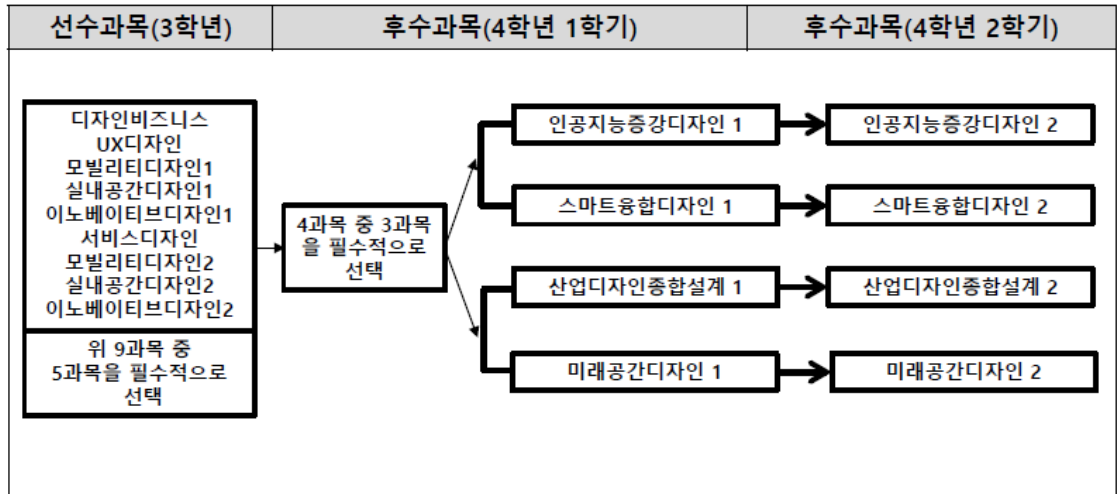 선수과목(3학년)
후수과목(4학년 1학기)
후수과목(4학년 2학기)
디자인비즈니스
UX디자인
모빌리티디자인1
실내공간디자인1
이노베이티브디자인1
서비스디자인
모빌리티디자인2
실내공간디자인2
이노베이티브디자인2
위 9과목 중
5과목을 필수적으로
선택
4과목 중 3과목
을 필수적으로
선택
인공지능증강디자인 1
인공지능증강디자인 2
스마트융합디자인 1
스마트융합디자인 2
산업디자인종합설계 1
산업디자인종합설계 2
미래공간디자인 1
미래공간디자인 2